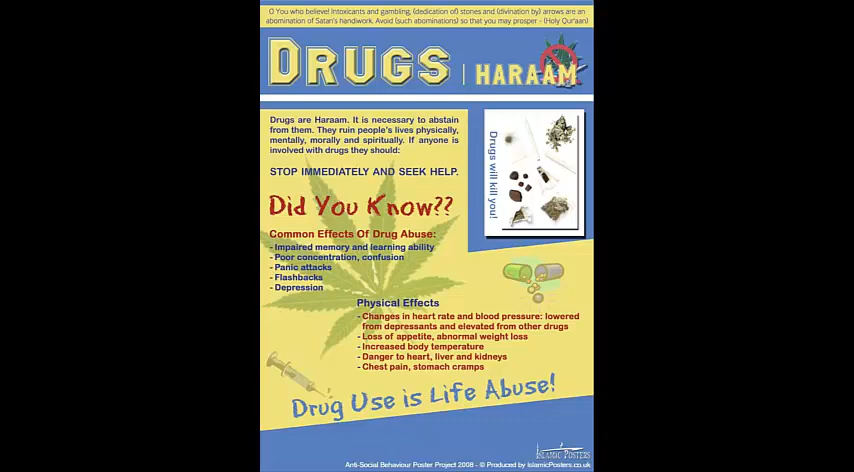 O You who believe! Intoxicants and gambling, (dedication of) stones and (divination by) arrows are an
abomination of Satan's handiwork. Avoid (such abominations) so that you may prosper - (Holy Qur'aan)
DRUGS | HARAAM
Drugs are Haraam. It is necessary to abstain
from them. They ruin people's lives physically,
mentally, morally and spiritually. If anyone is
involved with drugs they should:
STOP IMMEDIATELY AND SEEK HELP.
Drugs will kill you!
Did You Know??
Common Effects Of Drug Abuse:
- Impaired memory and learning ability
- Poor concentration, confusion
- Panic attacks
- Flashbacks
- Depression
Physical Effects
- Changes in heart rate and blood pressure: lowered
from depressants and elevated from other drugs
- Loss of appetite, abnormal weight loss
- Increased body temperature
- Danger to heart, liver and kidneys
- Chest pain, stomach cramps
Drug Use is Life Abuse!
ISLAMIC POSTERS
Anti-Social Behaviour Poster Project 2008 - © Produced by IslamicPosters.co.uk